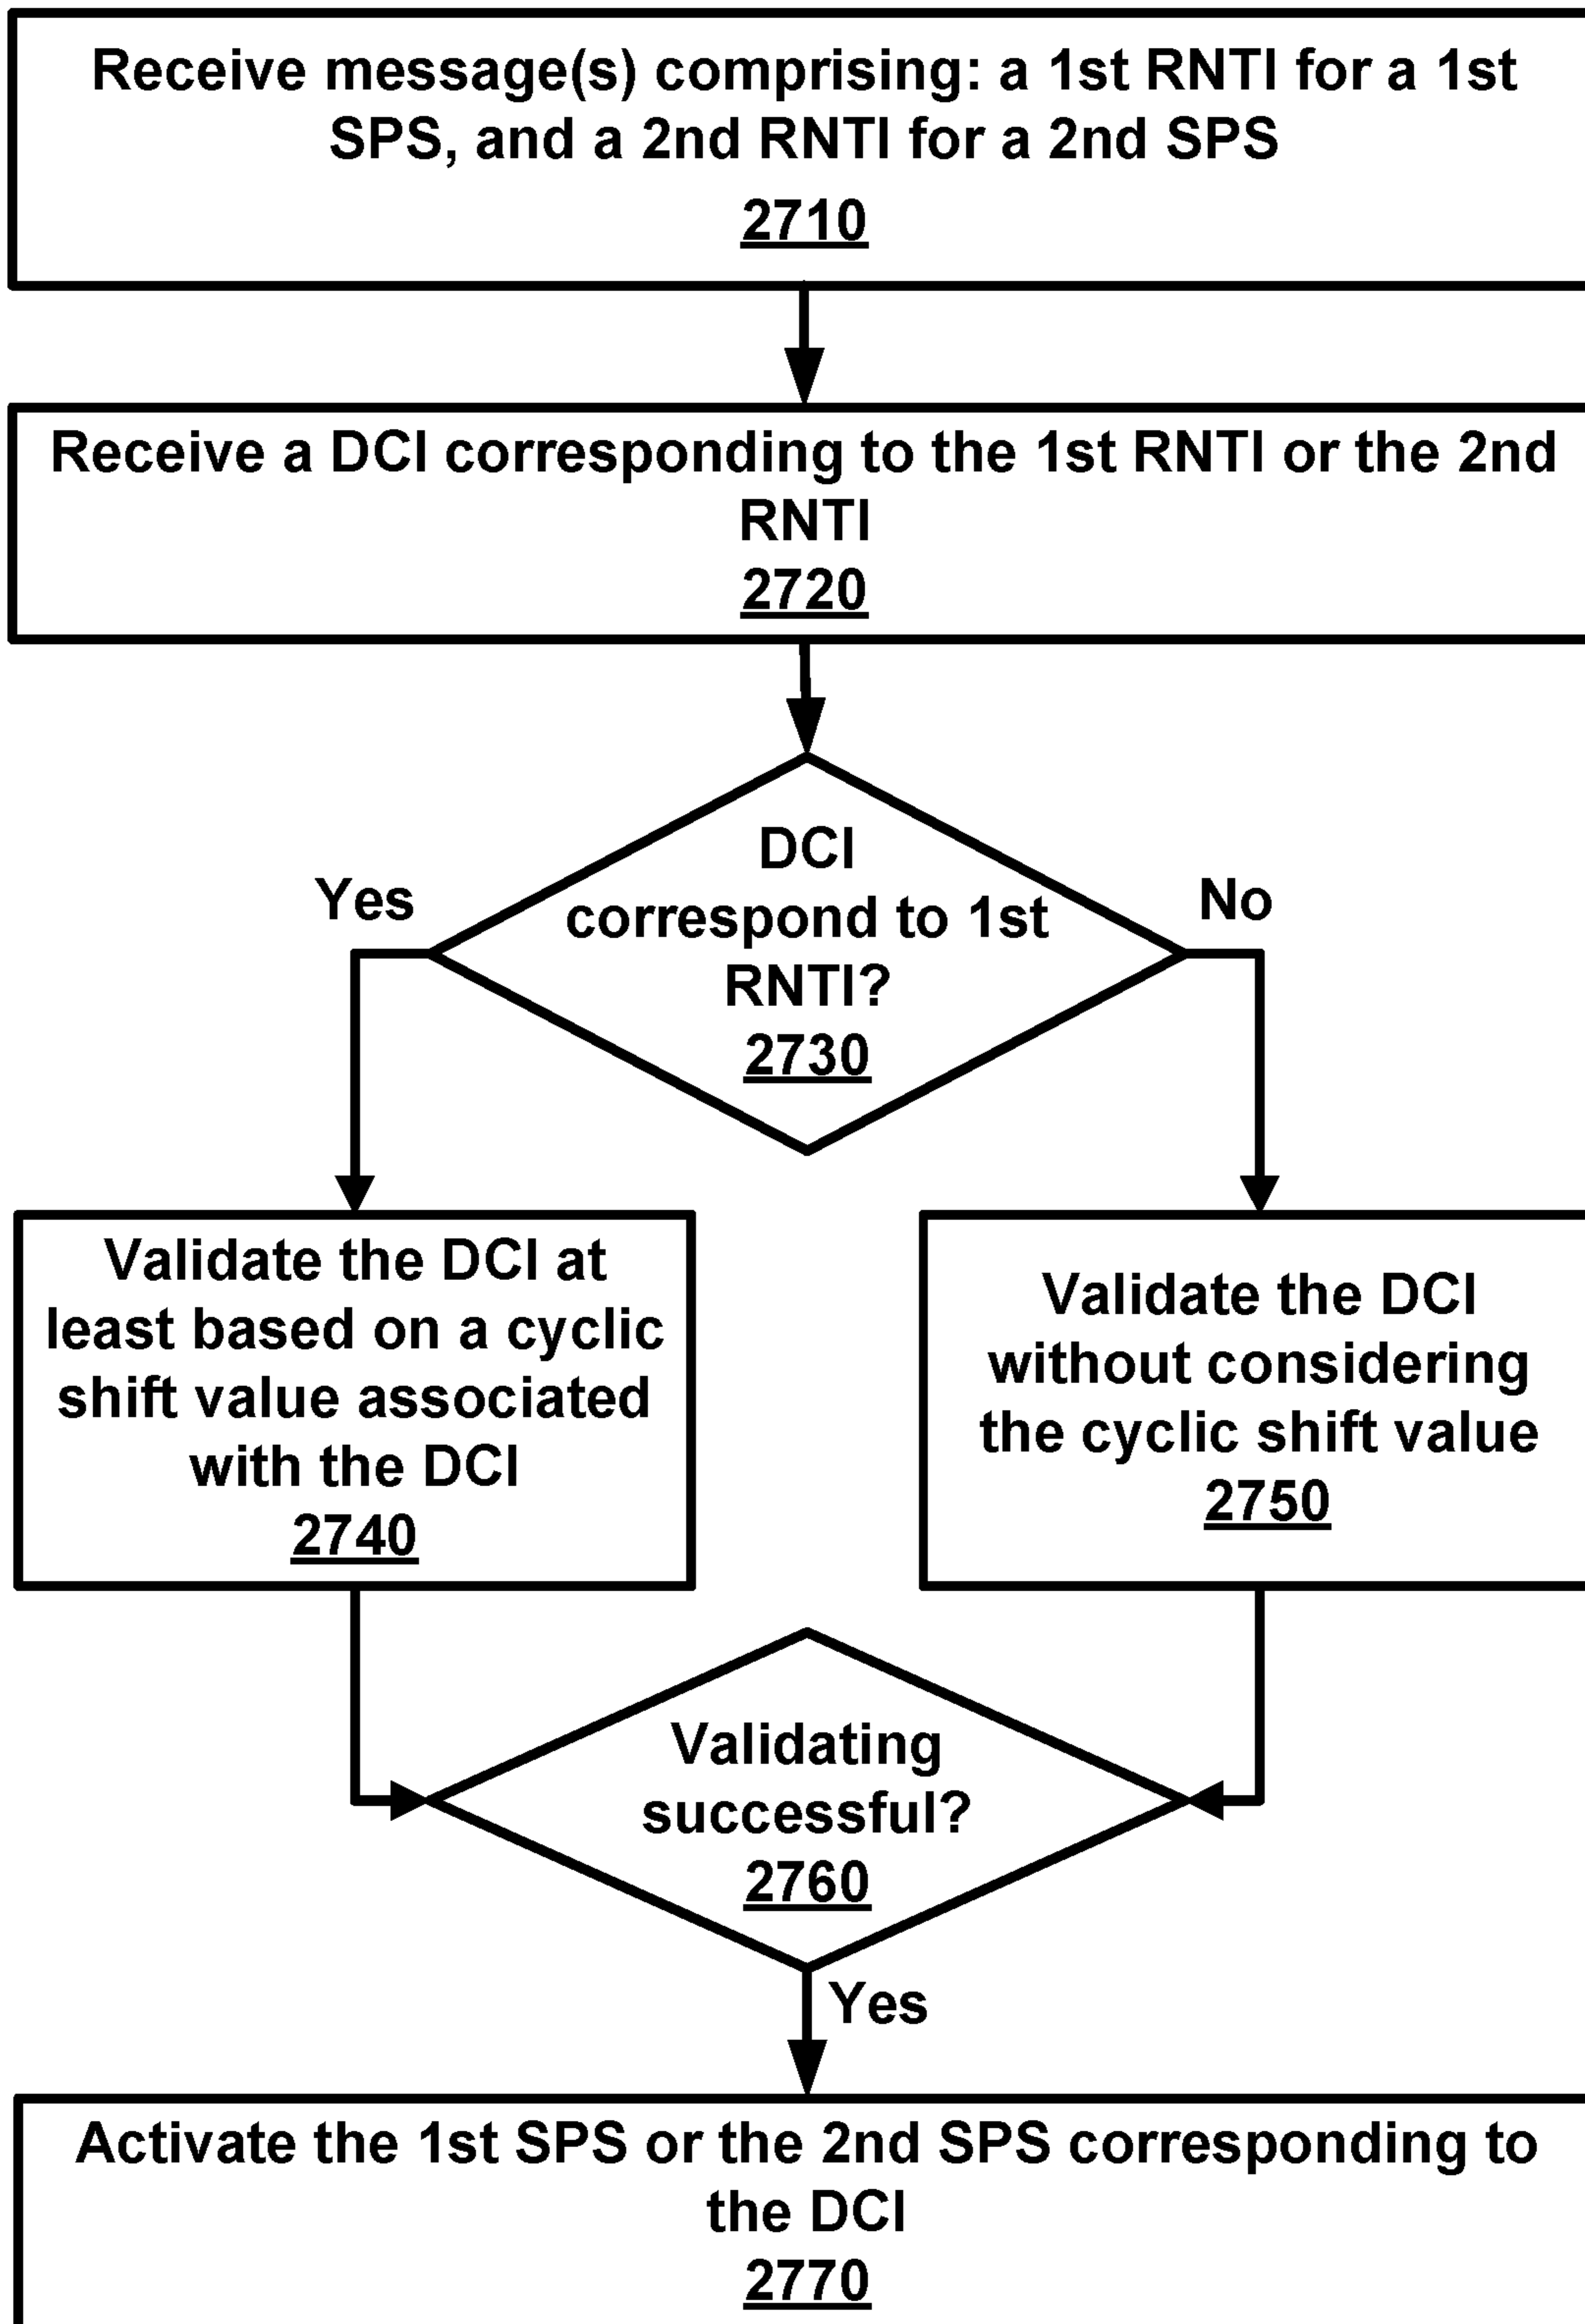 Receive message(s) comprising: a 1st RNTI for a 1st
SPS, and a 2nd RNTI for a 2nd SPS
2710
Receive a DCI corresponding to the 1st RNTI or the 2nd
RNTI
2720
DCI
correspond to 1st
RNTI?
2730
Yes
No
Validate the DCI at
least based on a cyclic
shift value associated
with the DCI
2740
Validate the DCI
without considering
the cyclic shift value
2750
Validating
successful?
2760
Yes
Activate the 1st SPS or the 2nd SPS corresponding to
the DCI
2770